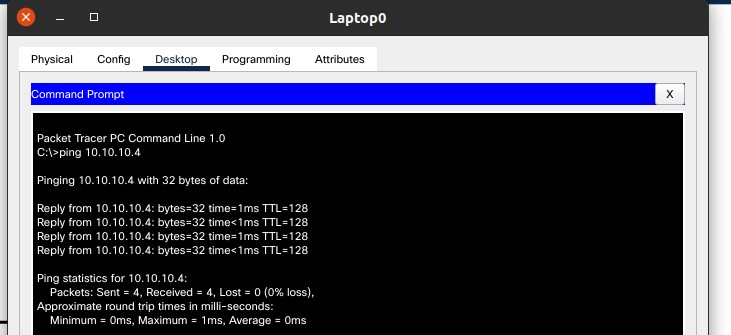 Laptop0
Physical Config Desktop Programming Attributes
Command Prompt X
Packet Tracer PC Command Line 1.0
C:\>ping 10.10.10.4
Pinging 10.10.10.4 with 32 bytes of data:
Reply from 10.10.10.4: bytes=32 time=1ms TTL=128
Reply from 10.10.10.4: bytes=32 time<1ms TTL=128
Reply from 10.10.10.4: bytes=32 time=1ms TTL=128
Reply from 10.10.10.4: bytes=32 time<1ms TTL=128
Ping statistics for 10.10.10.4:
Packets: Sent = 4, Received = 4, Lost = 0 (0% loss),
Approximate round trip times in milli-seconds:
Minimum = 0ms, Maximum = 1ms, Average = 0ms